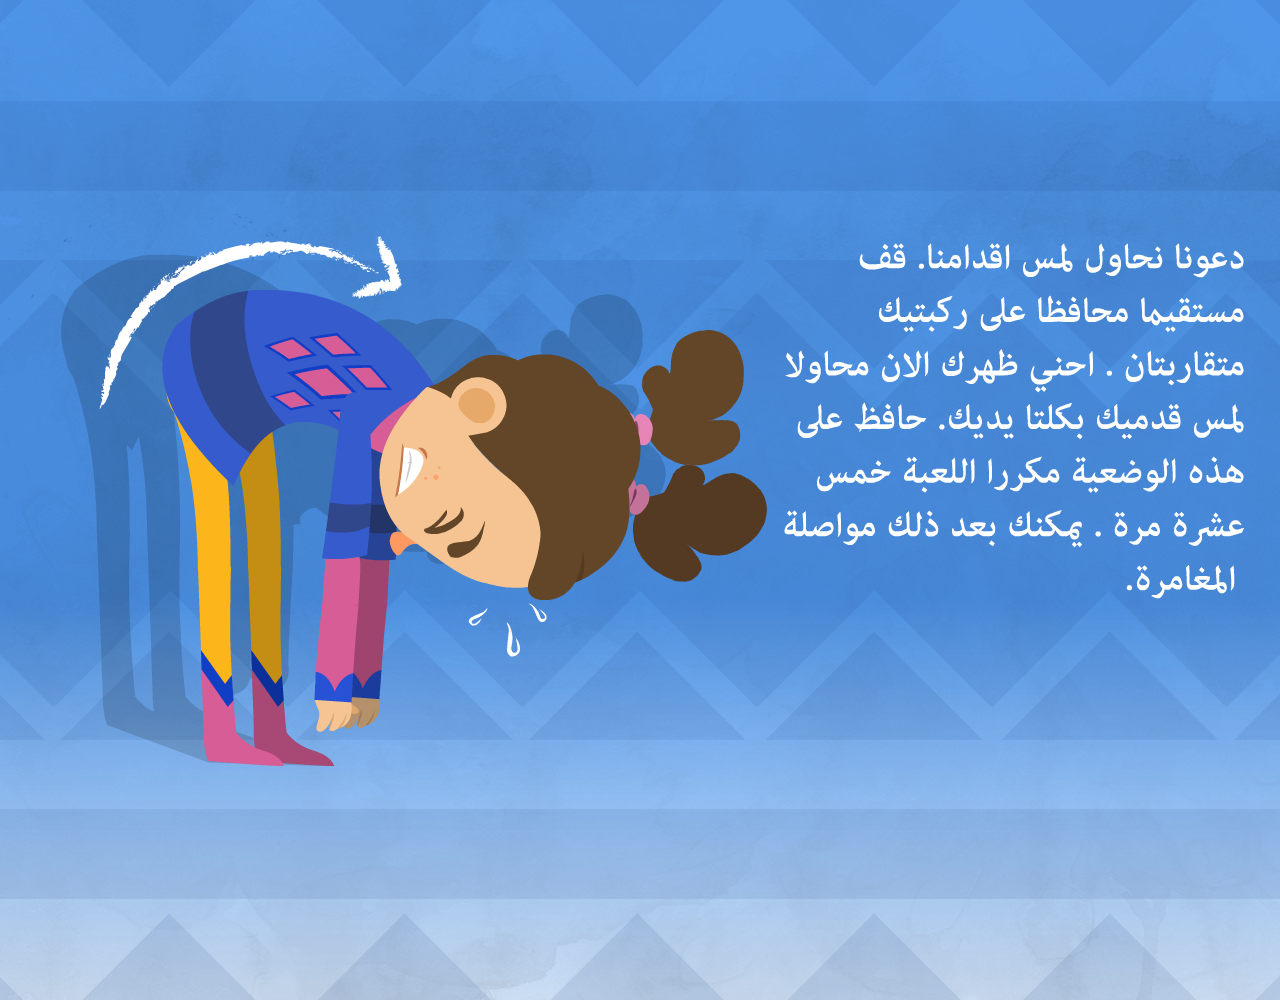 دعونا نحاول لمس اقدامنا. قف
مستقيما محافظا على ركبتيك
متقاربتان . احني ظهرك الان محاولا
لمس قدميك بكلتا يديك. حافظ على
هذه الوضعية مكررا اللعبة خمس
عشرة مرة . يمكنك بعد ذلك مواصلة
المغامرة.